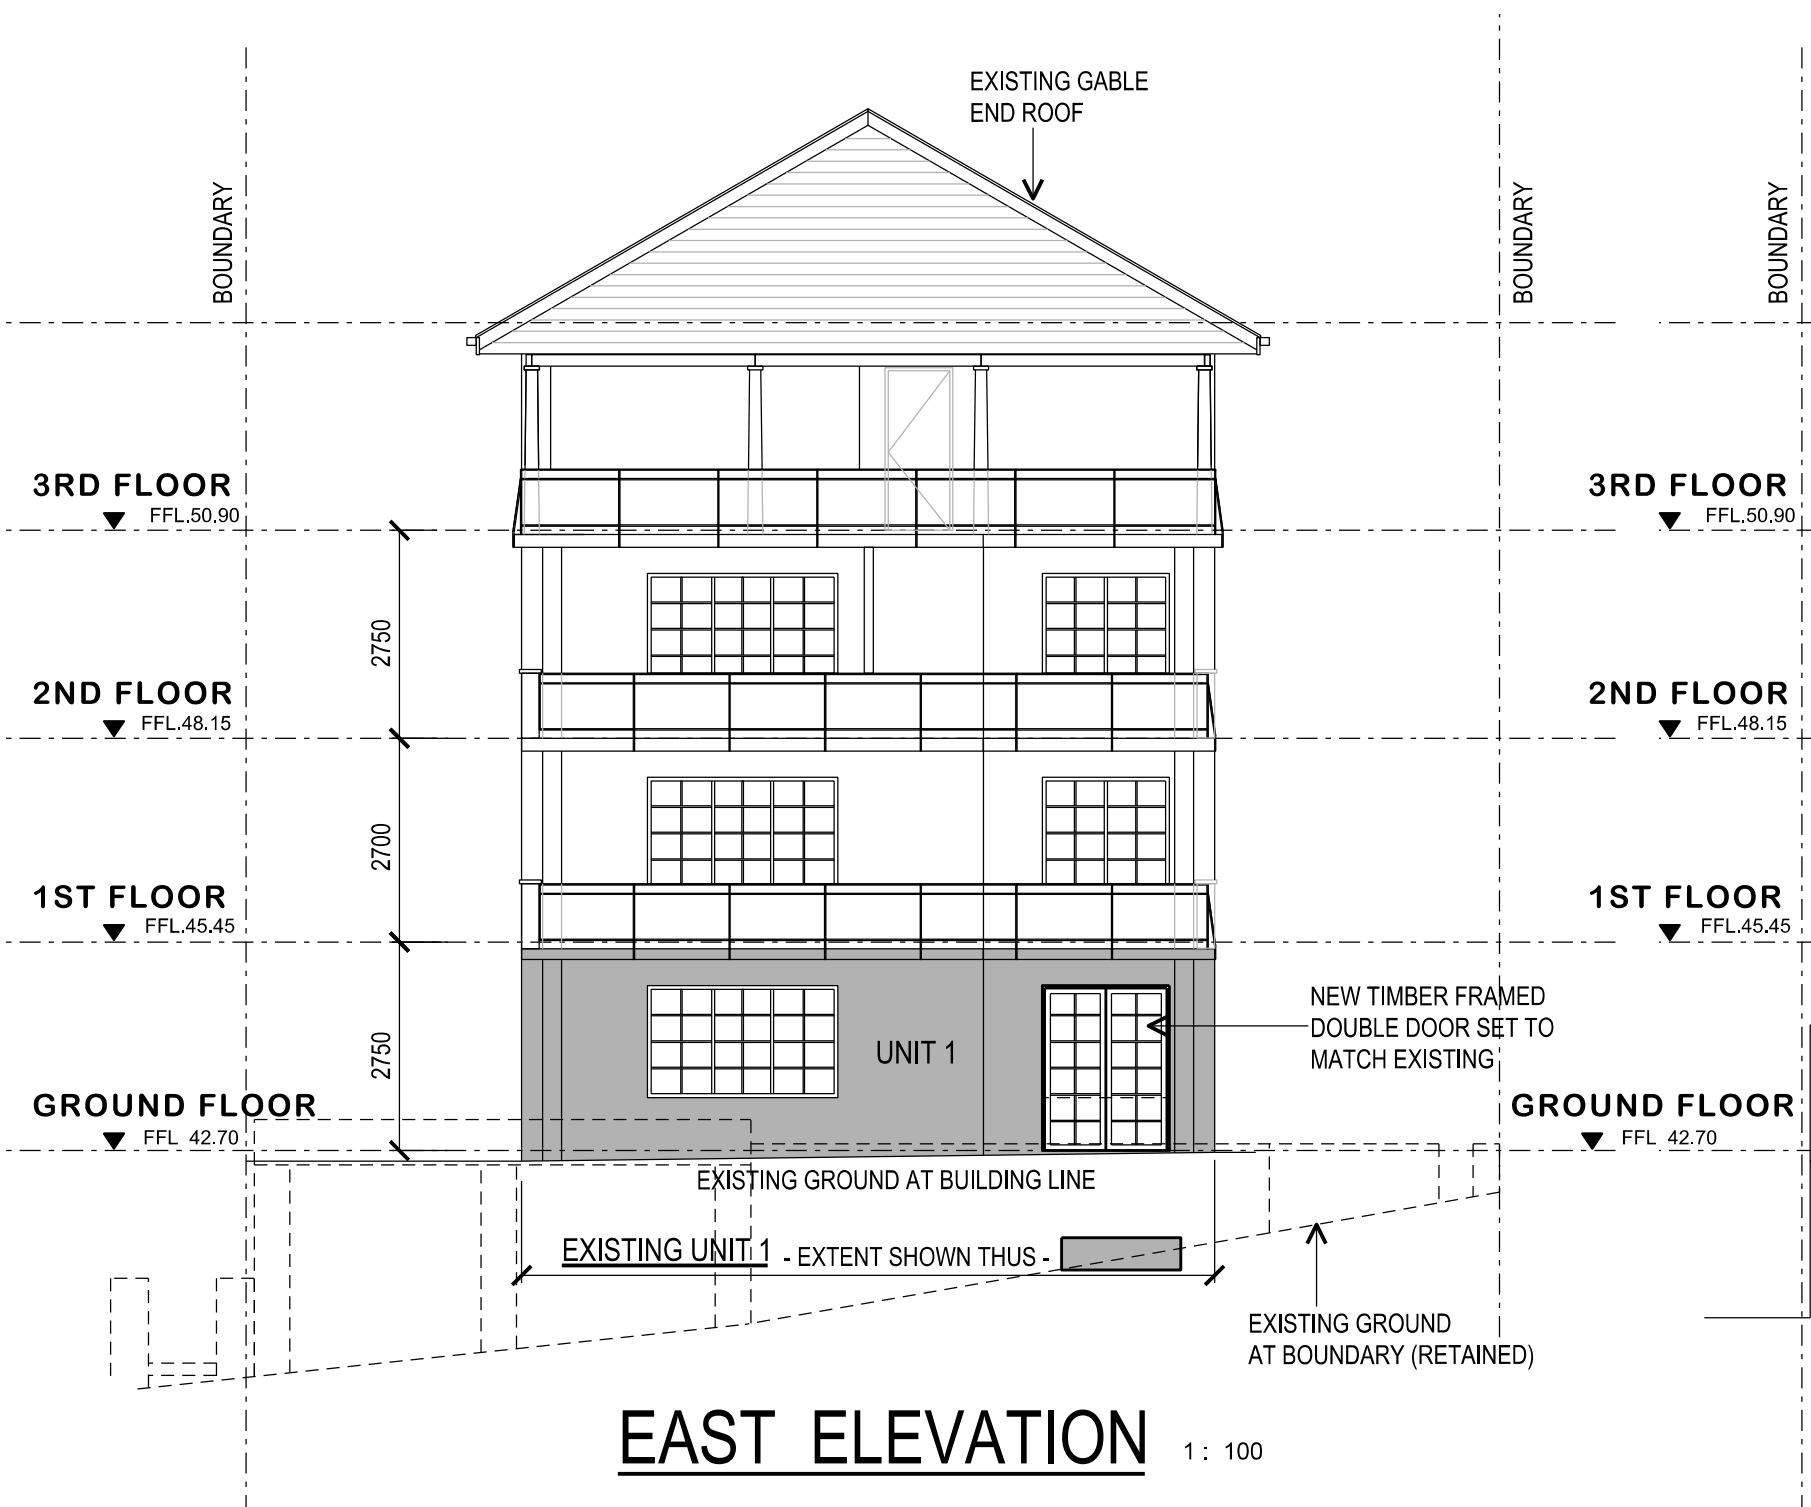 EXISTING GABLE
END ROOF
BOUNDARY
BOUNDARY
BOUNDARY
3RD FLOOR
FFL.50.90
3RD FLOOR
FFL.50.90
2750
2ND FLOOR
FFL.48.15
2ND FLOOR
FFL.48.15
2700
1ST FLOOR
FFL.45.45
1ST FLOOR
FFL.45.45
NEW TIMBER FRAMED
DOUBLE DOOR SET TO
MATCH EXISTING
UNIT 1
2750
GROUND FLOOR
FFL 42.70
GROUND FLOOR
FFL 42.70
EXISTING GROUND AT BUILDING LINE
EXISTING UNIT 1 - EXTENT SHOWN THUS -
EXISTING GROUND
AT BOUNDARY (RETAINED)
EAST ELEVATION 1 : 100